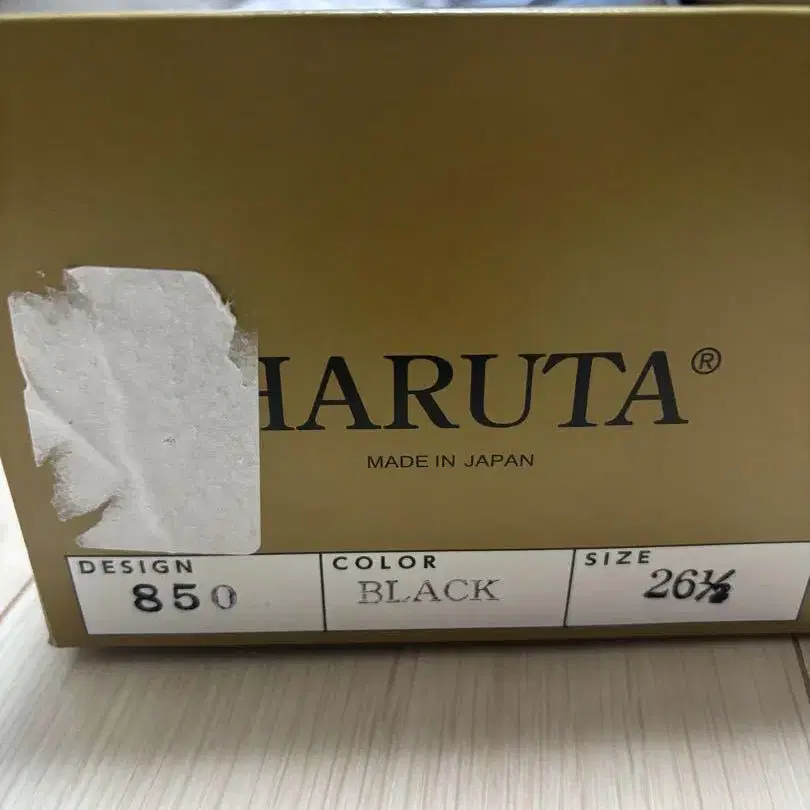 HARUTA®
MADE IN JAPAN
DESIGN COLOR SIZE
850 BLACK 26½